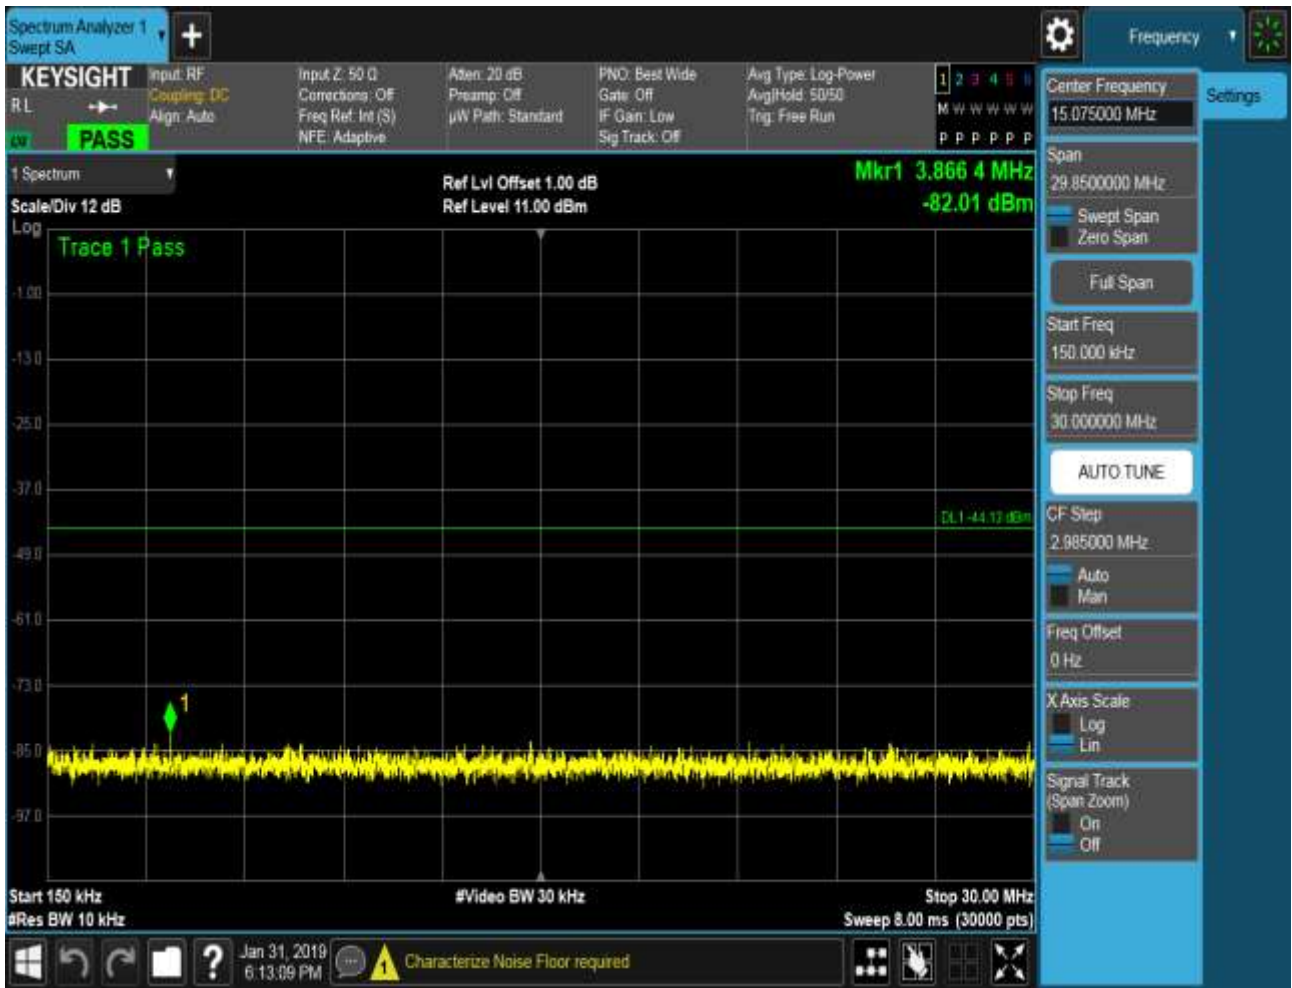 Spectrum Analyzer 1
Swept SA
+
Frequency
KEYSIGHT
R L
LXI
PASS
Input: RF
Coupling: DC
Align: Auto
Input Z: 50 Ω
Corrections: Off
Freq Ref: Int (S)
NFE: Adaptive
Atten: 20 dB
Preamp: Off
µW Path: Standard
PNO: Best Wide
Gate: Off
IF Gain: Low
Sig Track: Off
Avg Type: Log-Power
Avg|Hold: 50/50
Trig: Free Run
1 2 3 4 5 6
M W W W W W
P P P P P P
1 Spectrum
Scale/Div 12 dB
Log
Ref Lvl Offset 1.00 dB
Ref Level 11.00 dBm
Mkr1 3.866 4 MHz
-82.01 dBm
Trace 1 Pass
-1.00
-13.0
-25.0
-37.0
DL1 -44.13 dBm
-49.0
-61.0
-73.0
1
-85.0
-97.0
Start 150 kHz
#Res BW 10 kHz
#Video BW 30 kHz
Stop 30.00 MHz
Sweep 8.00 ms (30000 pts)
Center Frequency
15.075000 MHz
Span
29.8500000 MHz
Swept Span
Zero Span
Full Span
Start Freq
150.000 kHz
Stop Freq
30.000000 MHz
AUTO TUNE
CF Step
2.985000 MHz
Auto
Man
Freq Offset
0 Hz
X Axis Scale
Log
Lin
Signal Track
(Span Zoom)
On
Off
Settings
?
Jan 31, 2019
6:13:09 PM
1
Characterize Noise Floor required